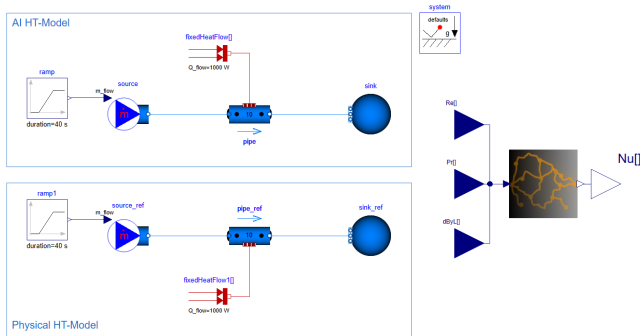 AI HT-Model
system
defaults
g
fixedHeatFlow[]
Q_flow=1000 W
ramp
duration=40 s
m_flow
source
ṁ
10
pipe
sink
Re[]
Pr[]
dByL[]
Nu[]
ramp1
duration=40 s
m_flow
source_ref
ṁ
pipe_ref
10
sink_ref
fixedHeatFlow1[]
Q_flow=1000 W
Physical HT-Model